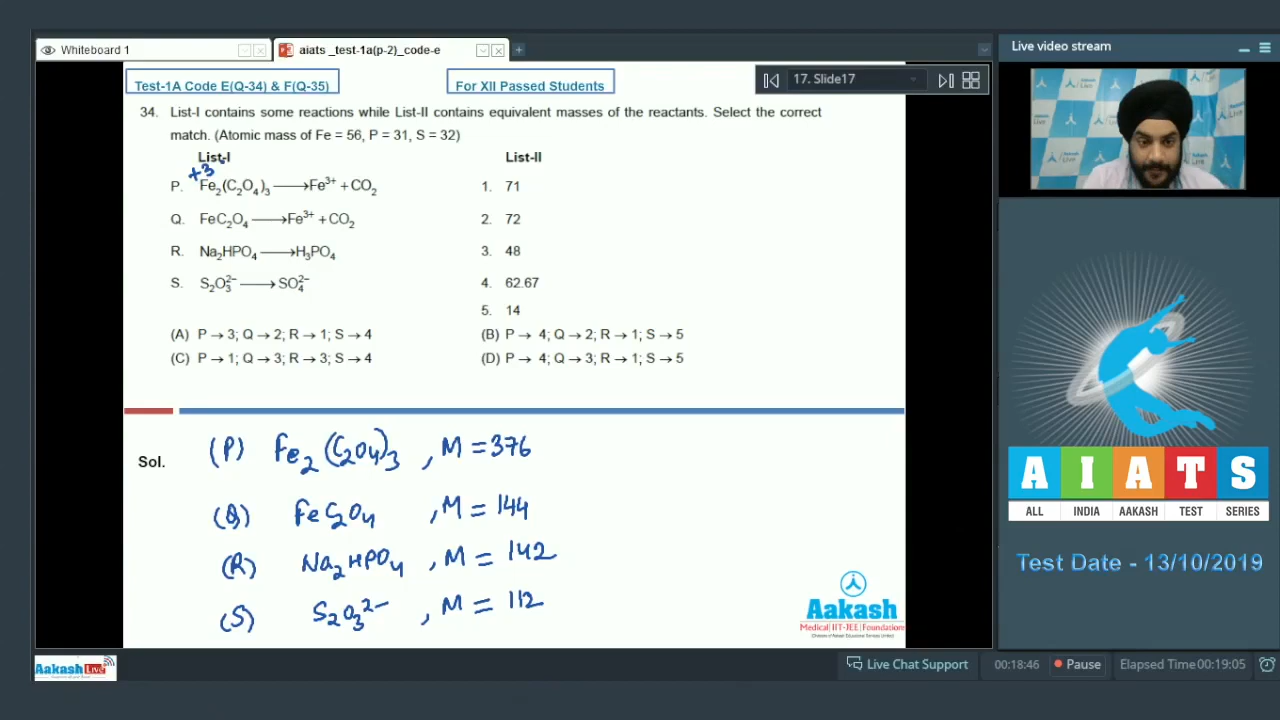 Whiteboard 1
aiats _test-1a(p-2)_code-e
Live video stream
Test-1A Code E(Q-34) & F(Q-35)
For XII Passed Students
17. Slide17
34. List-I contains some reactions while List-II contains equivalent masses of the reactants. Select the correct
match. (Atomic mass of Fe = 56, P = 31, S = 32)
List-I List-II
+3
P. Fe₂(C₂O₄)₃ ⟶ Fe³⁺ + CO₂ 1. 71
Q. FeC₂O₄ ⟶ Fe³⁺ + CO₂ 2. 72
R. Na₂HPO₄ ⟶ H₃PO₄ 3. 48
S. S₂O₃²⁻ ⟶ SO₄²⁻ 4. 62.67
5. 14
(A) P → 3; Q → 2; R → 1; S → 4 (B) P → 4; Q → 2; R → 1; S → 5
(C) P → 1; Q → 3; R → 3; S → 4 (D) P → 4; Q → 3; R → 1; S → 5
Sol.
(P) Fe₂(C₂O₄)₃ , M = 376
(Q) FeC₂O₄ , M = 144
(R) Na₂HPO₄ , M = 142
(S) S₂O₃²⁻ , M = 112
Aakash
Medical|IIT-JEE|Foundations
A I A T S
ALL INDIA AAKASH TEST SERIES
Test Date - 13/10/2019
Aakash Live
Live Chat Support
00:18:46
Pause
Elapsed Time 00:19:05